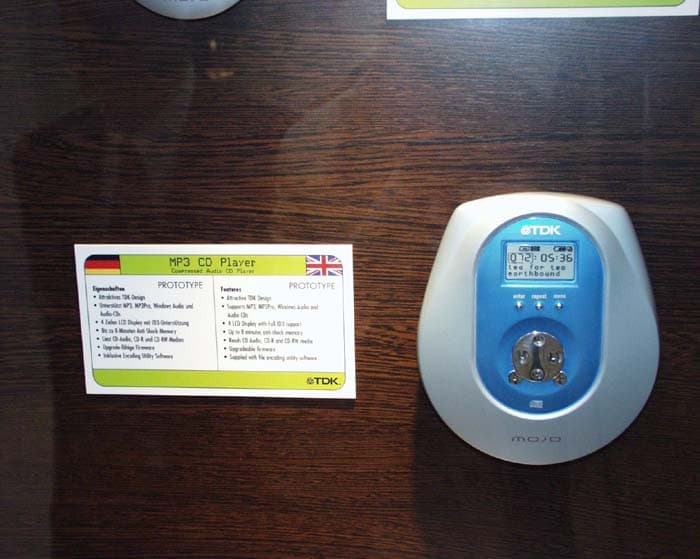 MP3 CD Player
Compressed Audio CD Player
PROTOTYPE
Eigenschaften
• Attraktives TDK Design
• Unterstützt MP3, MP3Pro, Windows Audio und
Audio-CDs
• 4 Zeilen LCD Display mit ID3-Unterstützung
• Bis zu 8 Minuten Anti Shock Memory
• Liest CD-Audio, CD-R und CD-RW Medien
• Upgrade-fähige Firmware
• Inklusive Encoding Utility Software
PROTOTYPE
Features
• Attractive TDK Design
• Supports MP3, MP3Pro, Windows Audio and
Audio CDs
• 4 LCD Display with full ID3 support
• Up to 8 minutes anti-shock memory
• Reads CD Audio, CD-R and CD-RW media
• Upgradeable firmware
• Supplied with file encoding utility software
TDK.
TDK
072: 05:36
tea for two
northbound
enter repeat menu
mojo